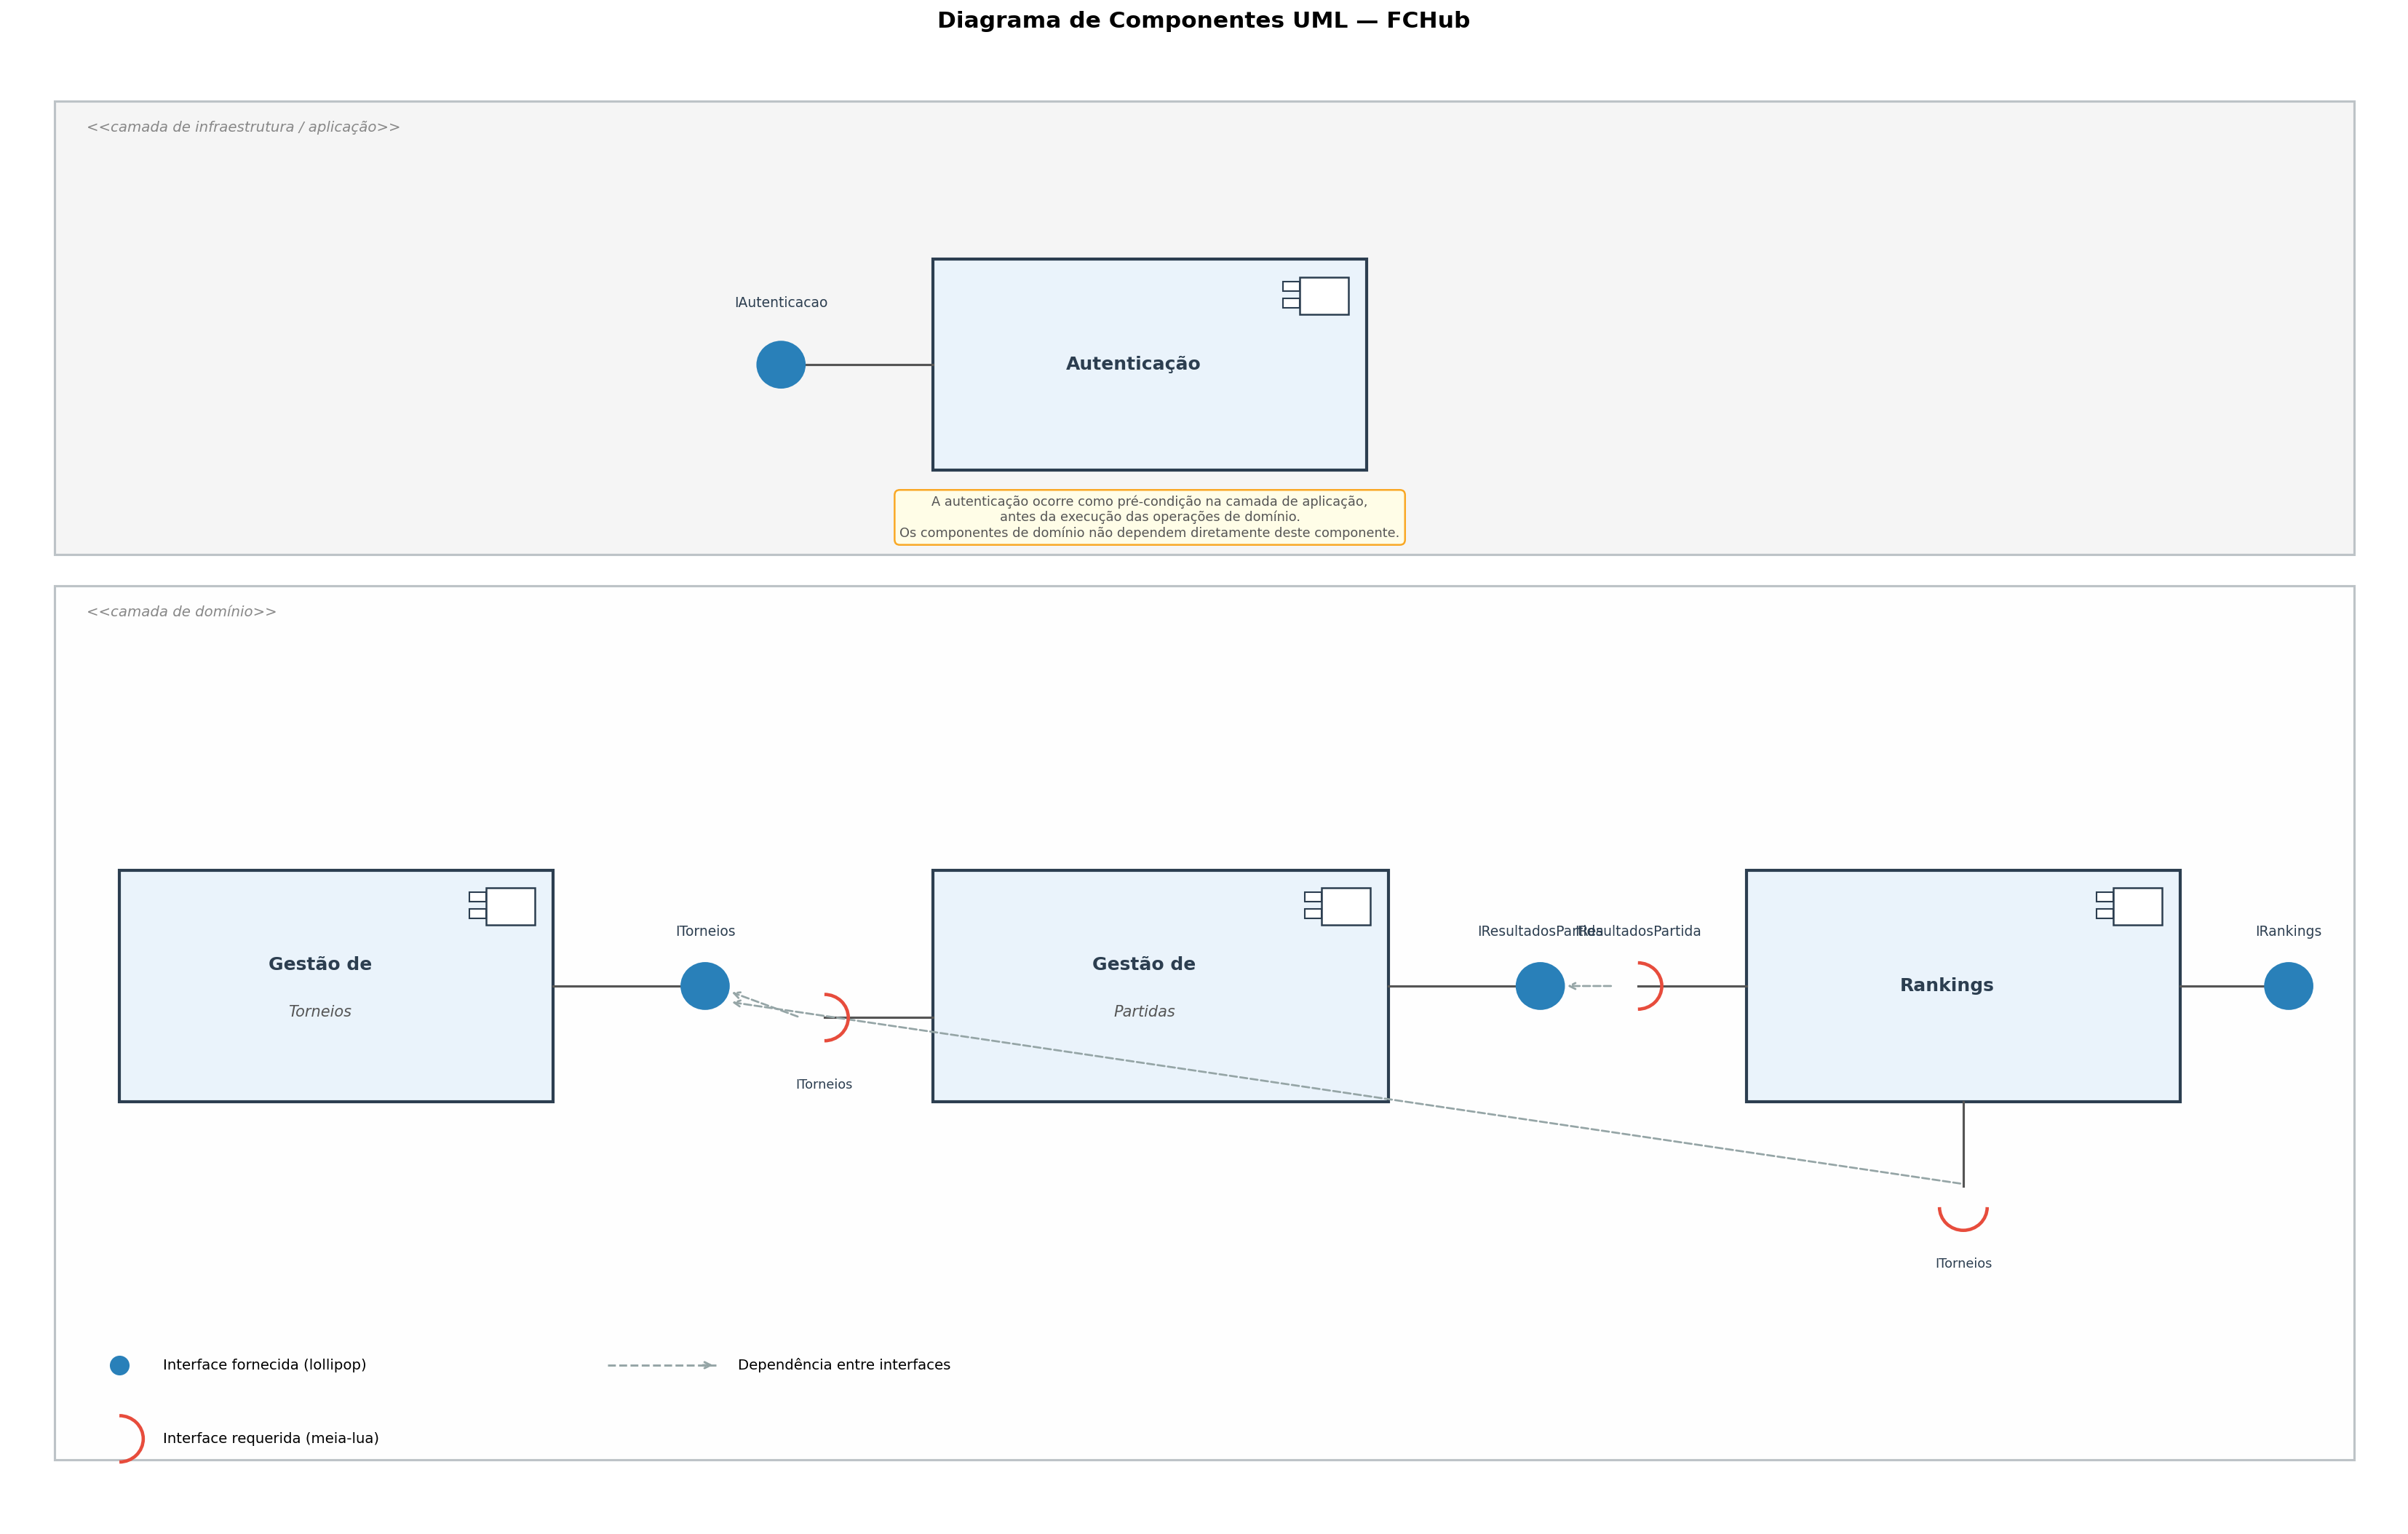 Diagrama de Componentes UML — FCHub
<<camada de infraestrutura / aplicação>>
IAutenticacao
Autenticação
A autenticação ocorre como pré-condição na camada de aplicação,
antes da execução das operações de domínio.
Os componentes de domínio não dependem diretamente deste componente.
<<camada de domínio>>
ITorneios
IResultadosPartida
IResultadosPartida
IRankings
Gestão de
Torneios
Gestão de
Partidas
Rankings
ITorneios
ITorneios
Interface fornecida (lollipop)
Dependência entre interfaces
Interface requerida (meia-lua)